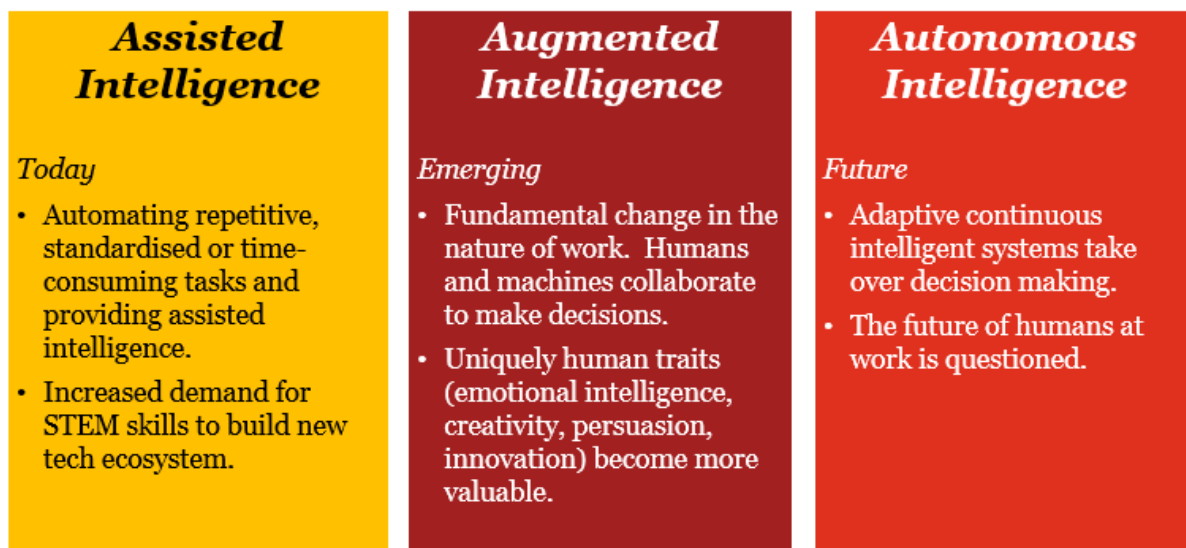 Assisted
Intelligence
Today
• Automating repetitive,
standardised or time-
consuming tasks and
providing assisted
intelligence.
• Increased demand for
STEM skills to build new
tech ecosystem.
Augmented
Intelligence
Emerging
• Fundamental change in the
nature of work.  Humans
and machines collaborate
to make decisions.
• Uniquely human traits
(emotional intelligence,
creativity, persuasion,
innovation) become more
valuable.
Autonomous
Intelligence
Future
• Adaptive continuous
intelligent systems take
over decision making.
• The future of humans at
work is questioned.